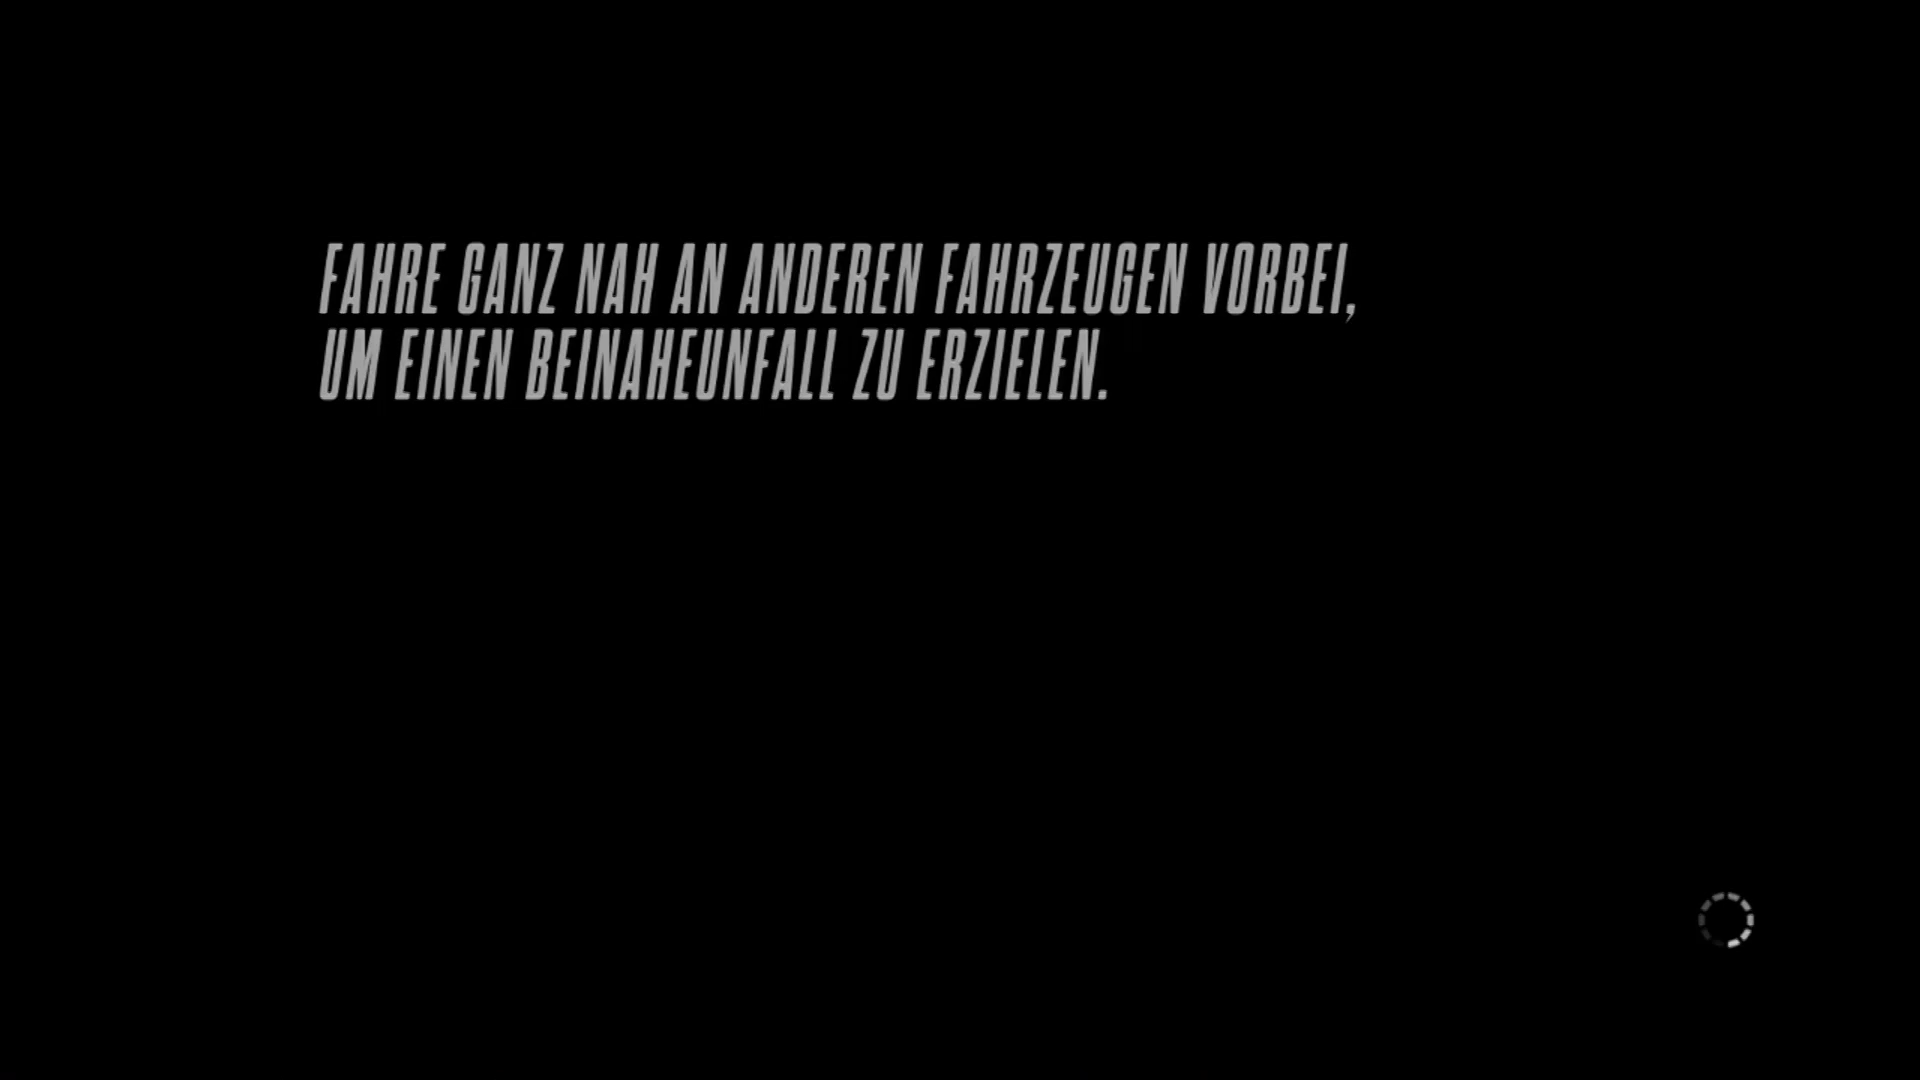 FAHRE GANZ NAH AN ANDEREN FAHRZEUGEN VORBEI,
UM EINEN BEINAHEUNFALL ZU ERZIELEN.